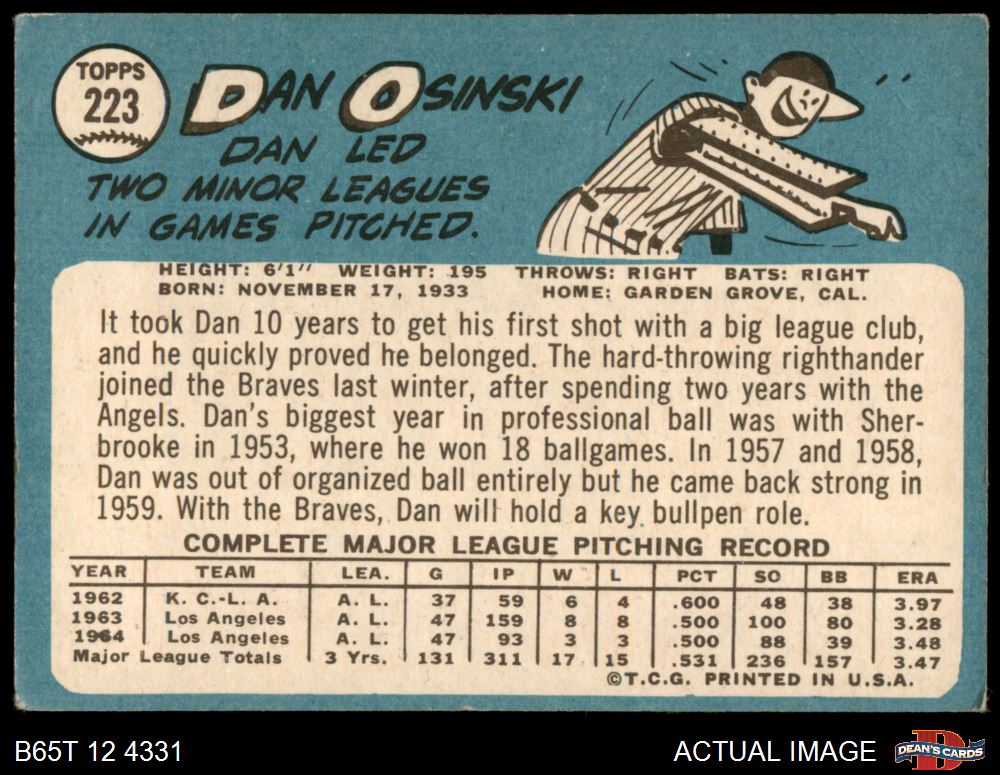 TOPPS
223
DAN OSINSKI
DAN LED
TWO MINOR LEAGUES
IN GAMES PITCHED.
HEIGHT: 6'1" WEIGHT: 195 THROWS: RIGHT BATS: RIGHT
BORN: NOVEMBER 17, 1933 HOME: GARDEN GROVE, CAL.
It took Dan 10 years to get his first shot with a big league club,
and he quickly proved he belonged. The hard-throwing righthander
joined the Braves last winter, after spending two years with the
Angels. Dan's biggest year in professional ball was with Sher-
brooke in 1953, where he won 18 ballgames. In 1957 and 1958,
Dan was out of organized ball entirely but he came back strong in
1959. With the Braves, Dan will hold a key bullpen role.
COMPLETE MAJOR LEAGUE PITCHING RECORD
YEAR TEAM LEA. G IP W L PCT SO BB ERA
1962 K. C.-L. A. A. L. 37 59 6 4 .600 48 38 3.97
1963 Los Angeles A. L. 47 159 8 8 .500 100 80 3.28
1964 Los Angeles A. L. 47 93 3 3 .500 88 39 3.48
Major League Totals 3 Yrs. 131 311 17 15 .531 236 157 3.47
©T.C.G. PRINTED IN U.S.A.
B65T 12 4331 ACTUAL IMAGE DEAN'S CARDS